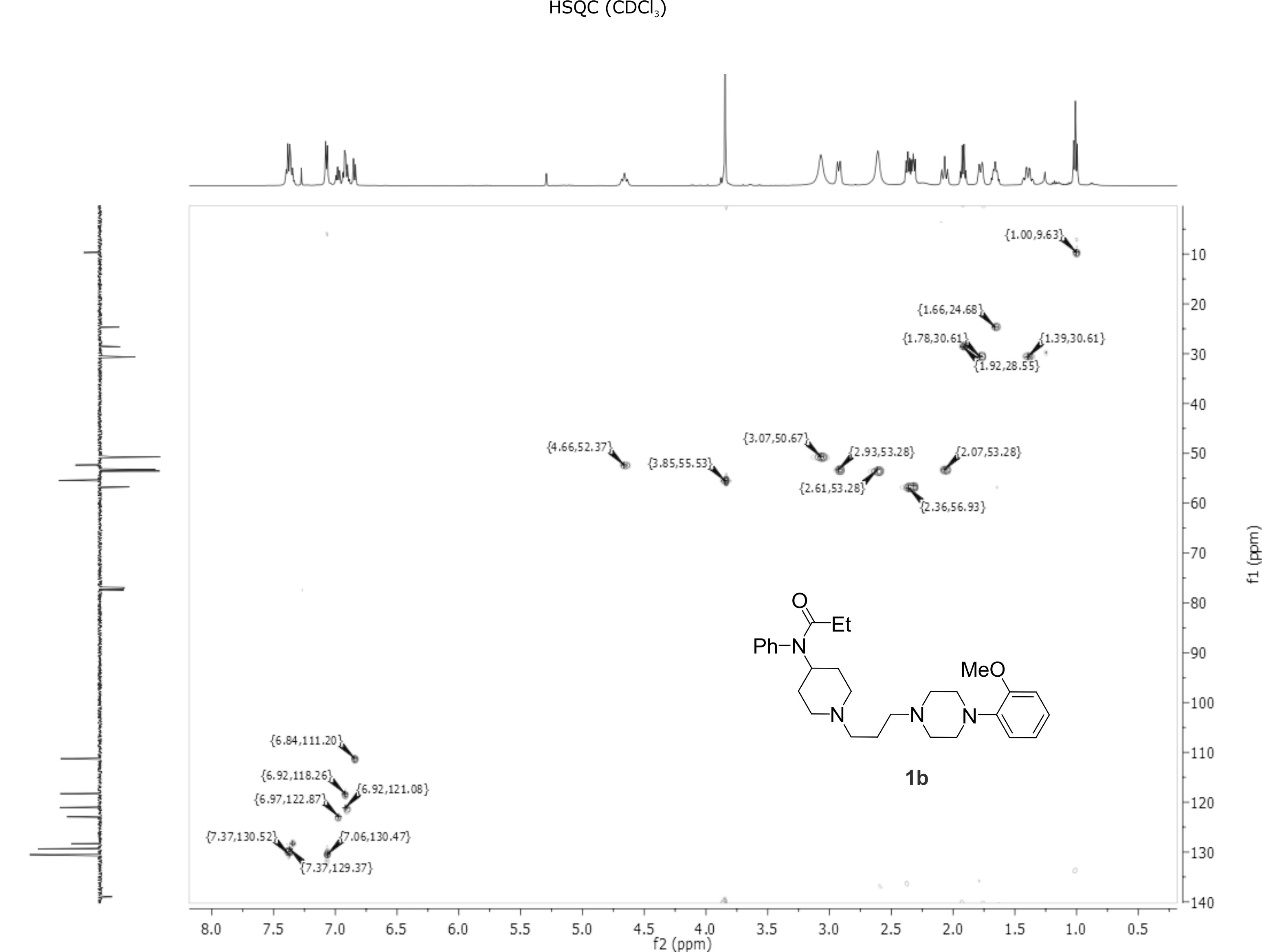 HSQC (CDCl₃)
{1.00,9.63}
{1.66,24.68}
{1.78,30.61}
{1.39,30.61}
{1.92,28.55}
{3.07,50.67}
{4.66,52.37}
{2.93,53.28}
{2.07,53.28}
{3.85,55.53}
{2.61,53.28}
{2.36,56.93}
O
Et
Ph
N
MeO
N
N
N
1b
{6.84,111.20}
{6.92,118.26}
{6.92,121.08}
{6.97,122.87}
{7.37,130.52}
{7.06,130.47}
{7.37,129.37}
10
20
30
40
50
60
70
80
90
100
110
120
130
140
f1 (ppm)
8.0 7.5 7.0 6.5 6.0 5.5 5.0 4.5 4.0 3.5 3.0 2.5 2.0 1.5 1.0 0.5
f2 (ppm)